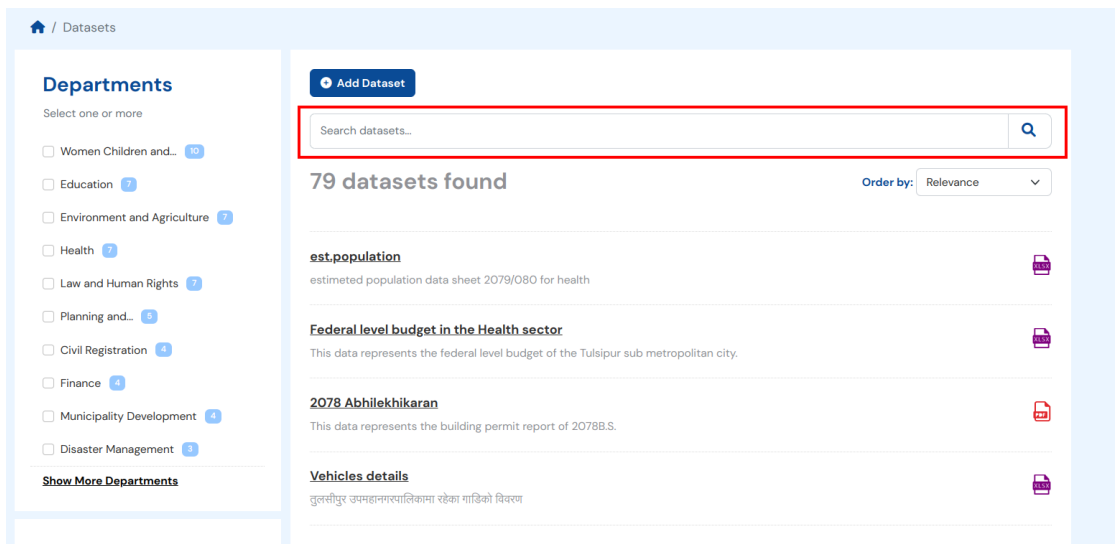 / Datasets
Departments
Select one or more
Women Children and... 10
Education 7
Environment and Agriculture 7
Health 7
Law and Human Rights 7
Planning and... 5
Civil Registration 4
Finance 4
Municipality Development 4
Disaster Management 3
Show More Departments
Add Dataset
Search datasets...
79 datasets found
Order by: Relevance
est.population
XLSX
estimeted population data sheet 2079/080 for health
Federal level budget in the Health sector
XLSX
This data represents the federal level budget of the Tulsipur sub metropolitan city.
2078 Abhilekhikaran
PDF
This data represents the building permit report of 2078B.S.
Vehicles details
XLSX
तुलसीपुर उपमहानगरपालिकामा रहेका गाडिको विवरण